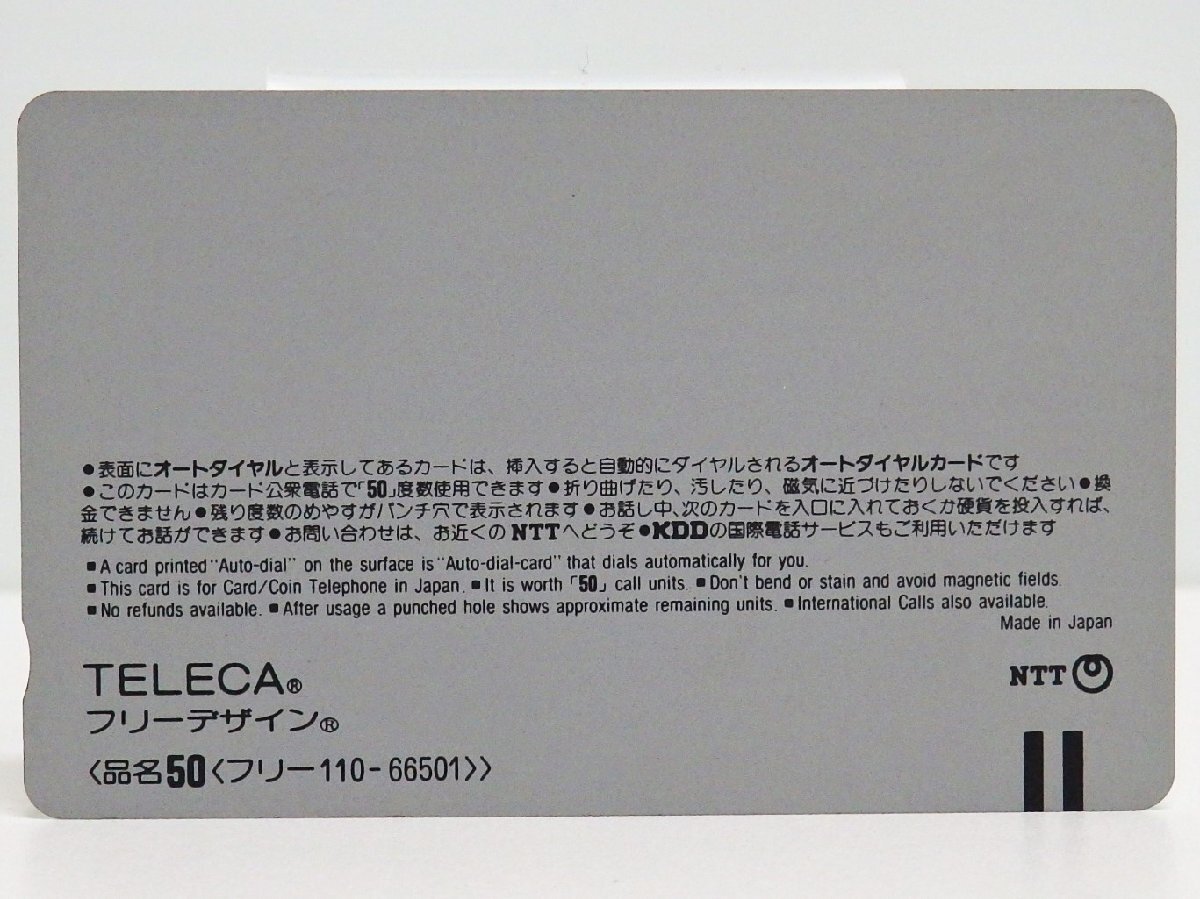 ●表面にオートダイヤルと表示してあるカードは、挿入すると自動的にダイヤルされるオートダイヤルカードです
●このカードはカード公衆電話で「50」度数使用できます●折り曲げたり、汚したり、磁気に近づけたりしないでください●換
金できません●残り度数のめやすがパンチ穴で表示されます●お話し中、次のカードを入口に入れておくか硬貨を投入すれば、
続けてお話ができます●お問い合わせは、お近くのNTTへどうぞ●KDDの国際電話サービスもご利用いただけます
■A card printed "Auto-dial" on the surface is "Auto-dial-card" that dials automatically for you.
■This card is for Card/Coin Telephone in Japan. ■It is worth「50」call units. ■Don't bend or stain and avoid magnetic fields.
■No refunds available. ■After usage a punched hole shows approximate remaining units. ■International Calls also available.
Made in Japan
TELECA®
NTT
フリーデザイン®
〈品名50〈フリー110-66501〉〉